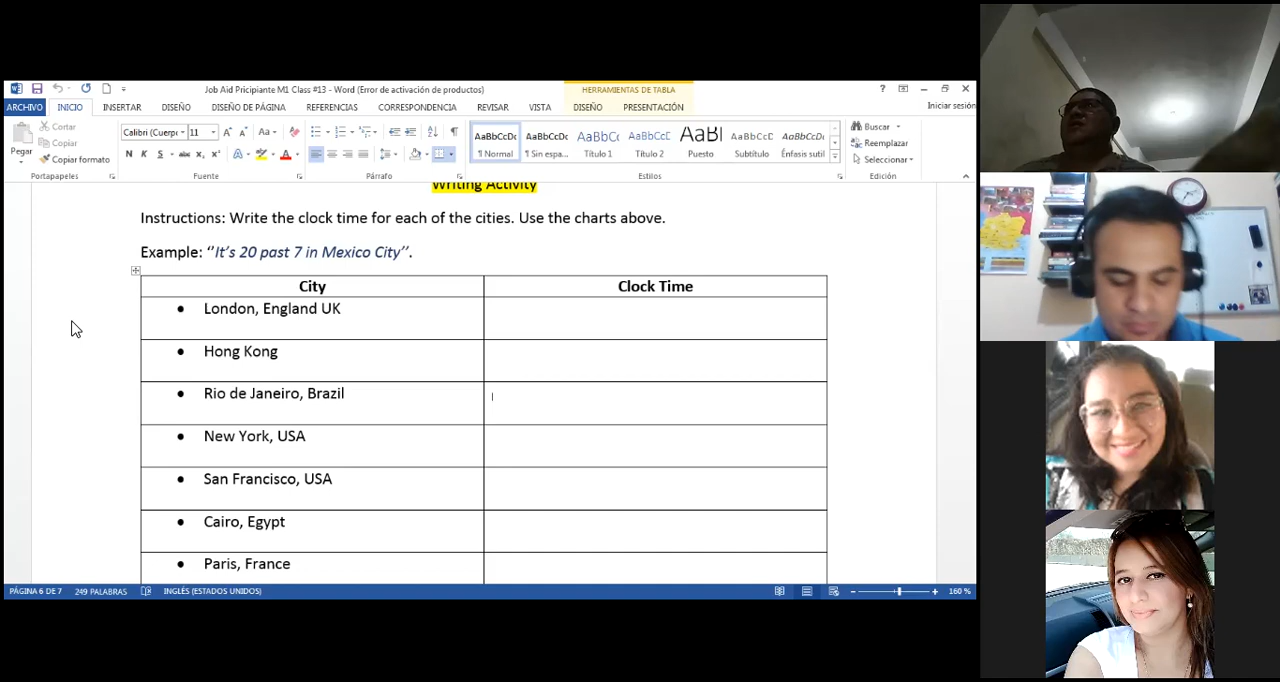 Job Aid Pricipiante M1 Class #13 - Word (Error de activación de productos)
HERRAMIENTAS DE TABLA
ARCHIVO INICIO INSERTAR DISEÑO DISEÑO DE PÁGINA REFERENCIAS CORRESPONDENCIA REVISAR VISTA DISEÑO PRESENTACIÓN Iniciar sesión
Pegar
Cortar
Copiar
Copiar formato
Portapapeles
Calibri (Cuerpo 11
Fuente
Párrafo
AaBbCcDc AaBbCcDc AaBbCc AaBbCcC AaBl AaBbCcD AaBbCcDc
¶ Normal ¶ Sin espa... Título 1 Título 2 Puesto Subtítulo Énfasis sutil
Estilos
Buscar
Reemplazar
Seleccionar
Edición
Writing Activity
Instructions: Write the clock time for each of the cities. Use the charts above.
Example: ‘’It’s 20 past 7 in Mexico City’’.
City Clock Time
• London, England UK
• Hong Kong
• Rio de Janeiro, Brazil
• New York, USA
• San Francisco, USA
• Cairo, Egypt
• Paris, France
PÁGINA 6 DE 7 249 PALABRAS INGLÉS (ESTADOS UNIDOS) 160 %